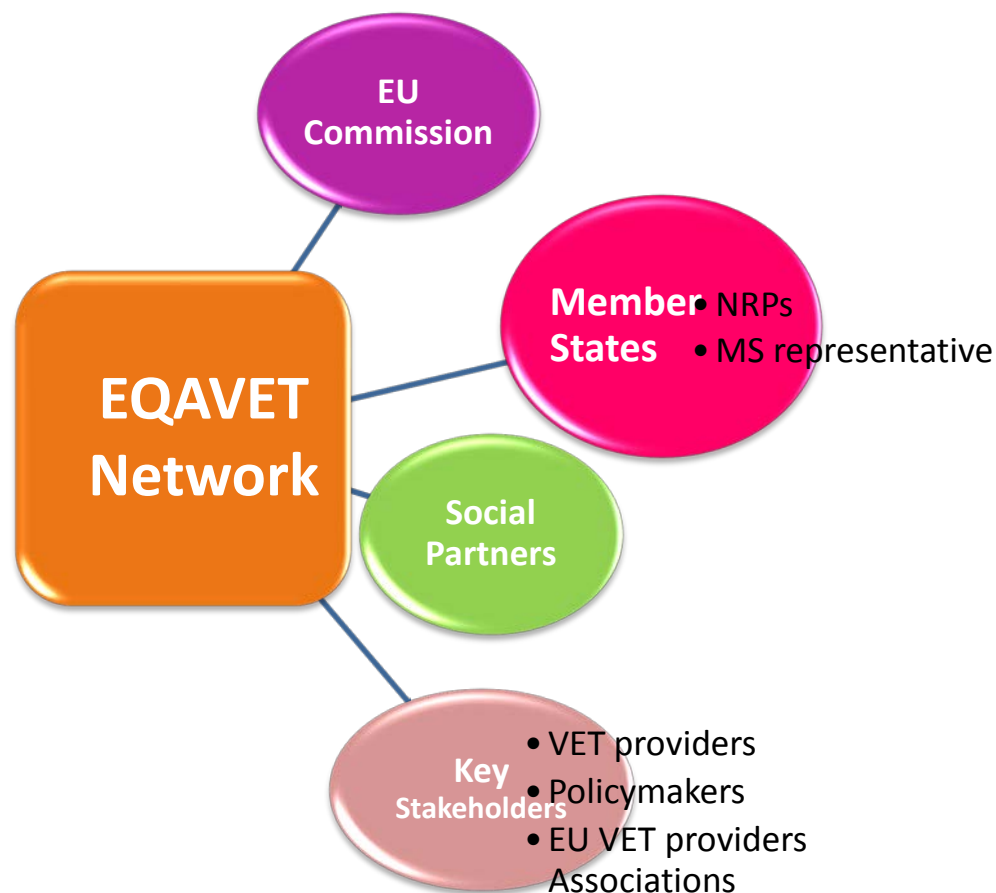 EU
Commission
Member
States
• NRPs
• MS representative
EQAVET
Network
Social
Partners
Key
Stakeholders
• VET providers
• Policymakers
• EU VET providers
Associations